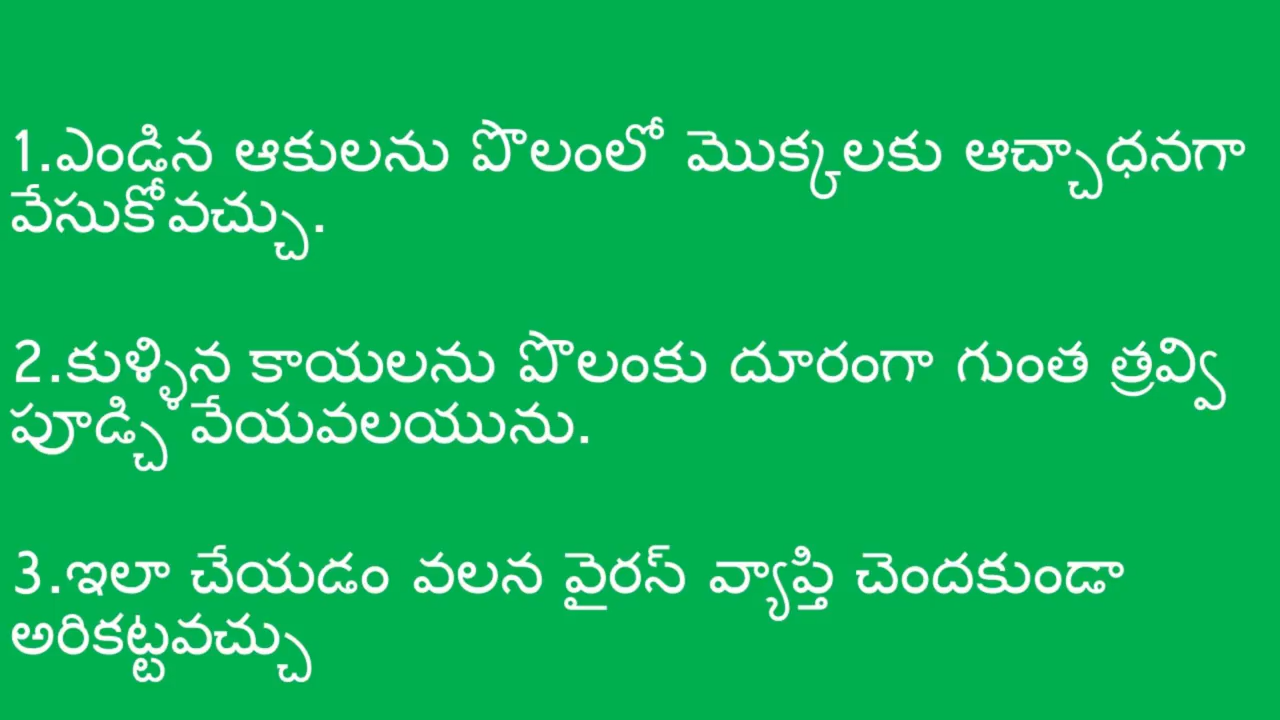 1.ఎండిన ఆకులను పొలంలో మొక్కలకు ఆచ్చాధనగా
వేసుకోవచ్చు.
2.కుళ్ళిన కాయలను పొలంకు దూరంగా గుంత త్రవ్వి
పూడ్చి వేయవలయును.
3.ఇలా చేయడం వలన వైరస్ వ్యాప్తి చెందకుండా
అరికట్టవచ్చు